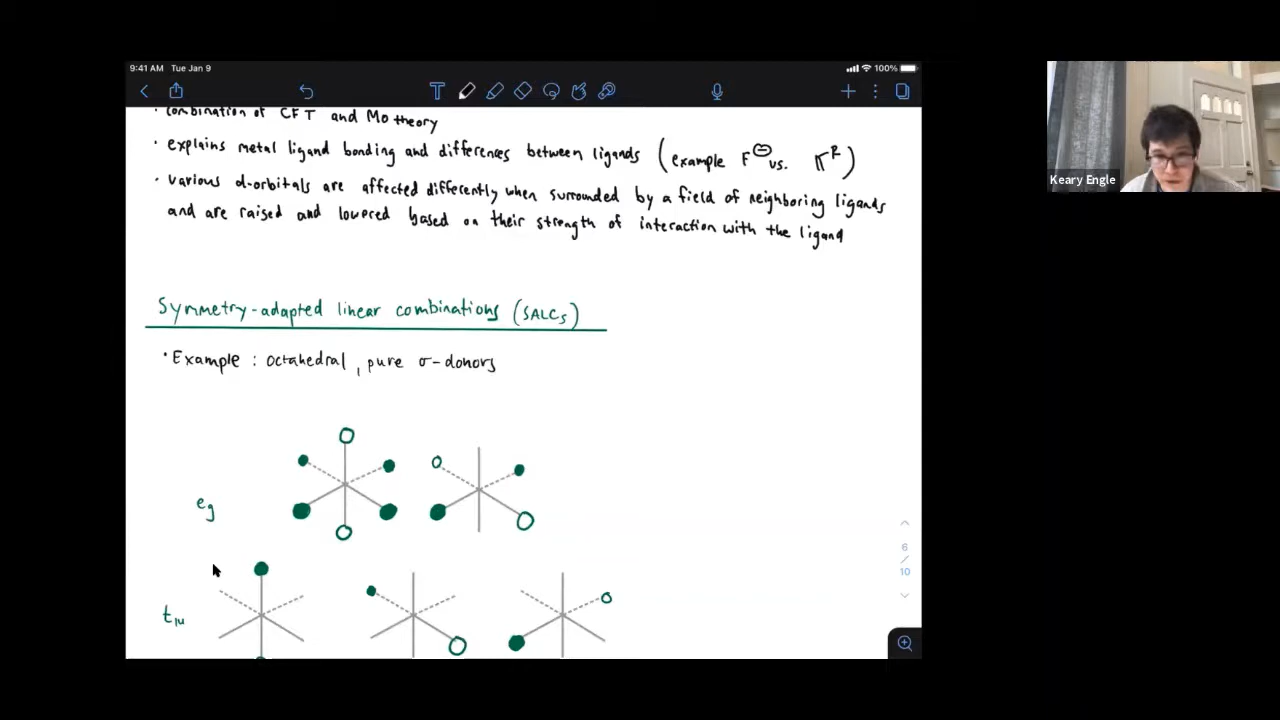 9:41 AM Tue Jan 9
100%
T
• combination of CFT and MO theory
• explains metal ligand bonding and differences between ligands (example F⊖ vs. PR
• various d-orbitals are affected differently when surrounded by a field of neighboring ligands
and are raised and lowered based on their strength of interaction with the ligand
Symmetry-adapted linear combinations (SALCs)
• Example : octahedral, pure σ-donors
eg
t1u
6
/
10
Keary Engle